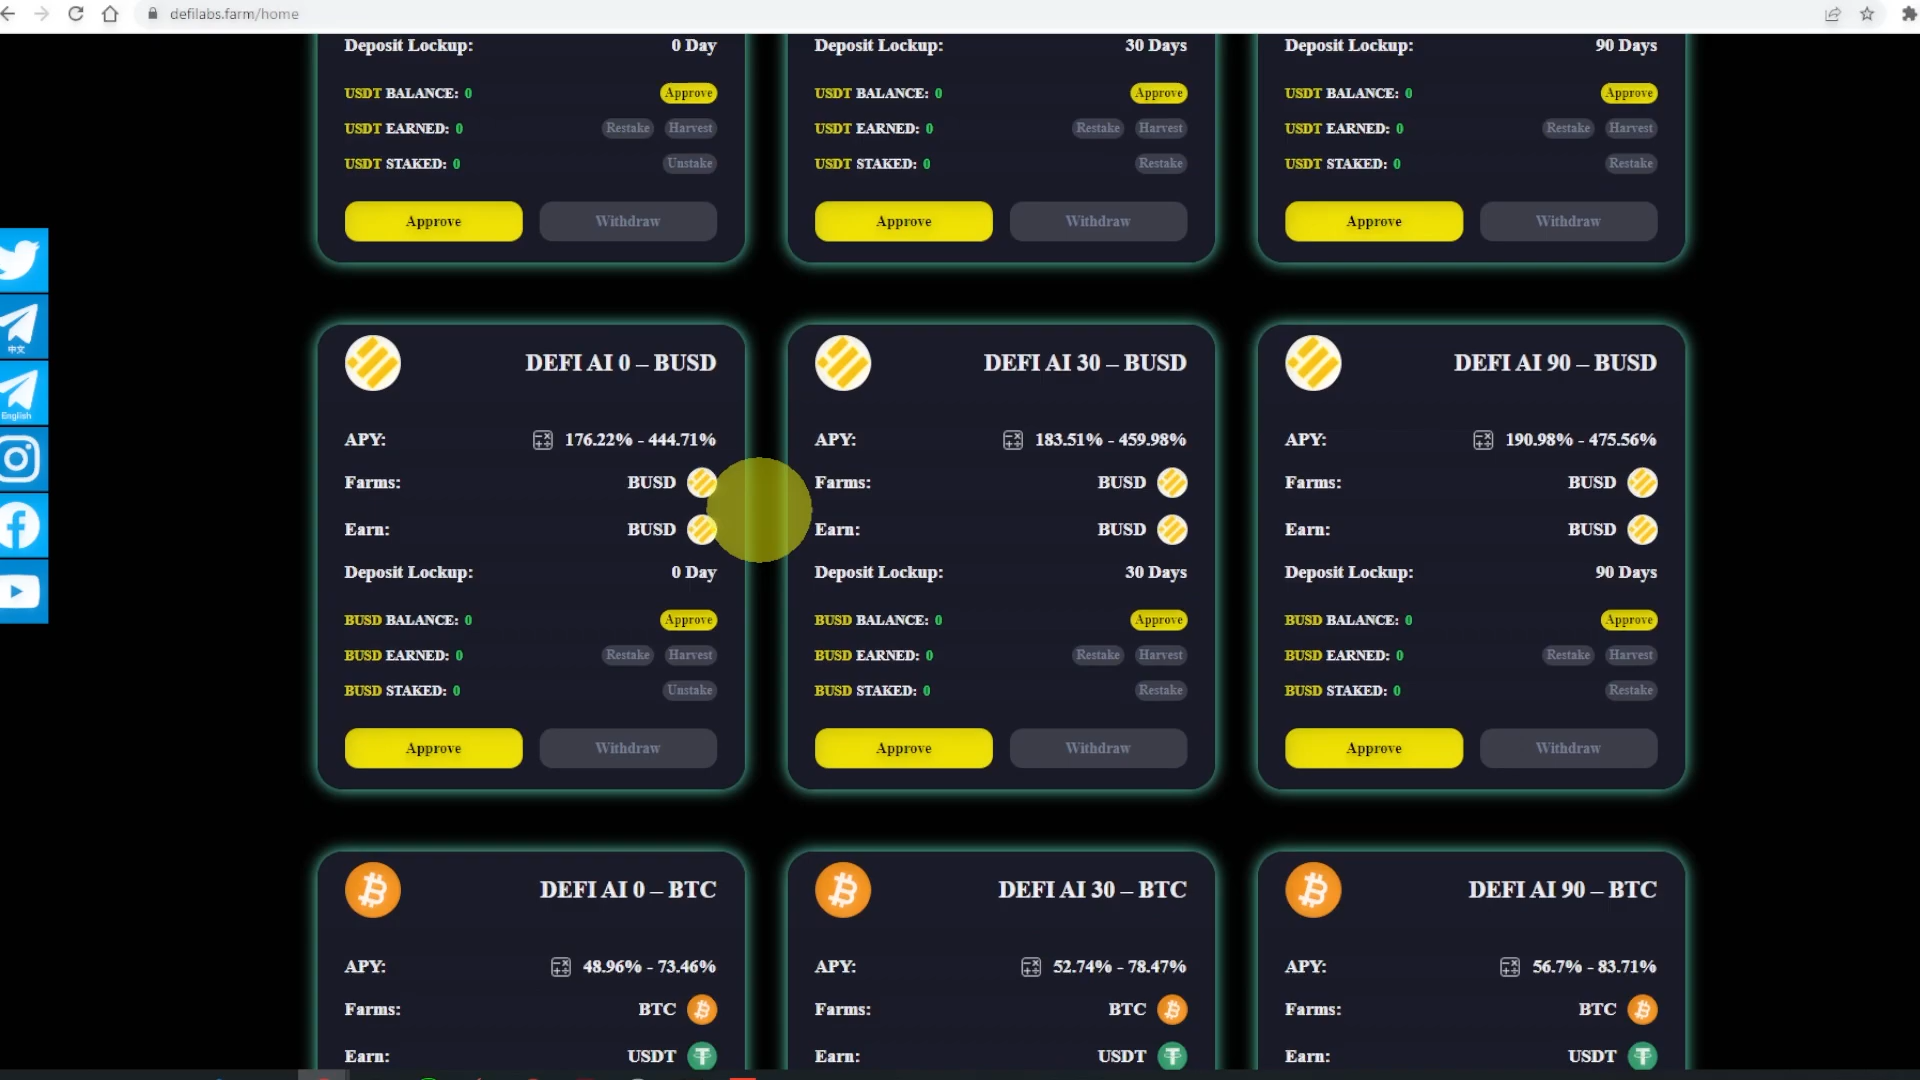 defilabs.farm/home
Deposit Lockup: 0 Day
USDT BALANCE: 0 Approve
USDT EARNED: 0 Restake Harvest
USDT STAKED: 0 Unstake
Approve Withdraw
Deposit Lockup: 30 Days
USDT BALANCE: 0 Approve
USDT EARNED: 0 Restake Harvest
USDT STAKED: 0 Restake
Approve Withdraw
Deposit Lockup: 90 Days
USDT BALANCE: 0 Approve
USDT EARNED: 0 Restake Harvest
USDT STAKED: 0 Restake
Approve Withdraw
中文
English
DEFI AI 0 – BUSD
APY: 176.22% - 444.71%
Farms: BUSD
Earn: BUSD
Deposit Lockup: 0 Day
BUSD BALANCE: 0 Approve
BUSD EARNED: 0 Restake Harvest
BUSD STAKED: 0 Unstake
Approve Withdraw
DEFI AI 30 – BUSD
APY: 183.51% - 459.98%
Farms: BUSD
Earn: BUSD
Deposit Lockup: 30 Days
BUSD BALANCE: 0 Approve
BUSD EARNED: 0 Restake Harvest
BUSD STAKED: 0 Restake
Approve Withdraw
DEFI AI 90 – BUSD
APY: 190.98% - 475.56%
Farms: BUSD
Earn: BUSD
Deposit Lockup: 90 Days
BUSD BALANCE: 0 Approve
BUSD EARNED: 0 Restake Harvest
BUSD STAKED: 0 Restake
Approve Withdraw
DEFI AI 0 – BTC
APY: 48.96% - 73.46%
Farms: BTC
Earn: USDT
DEFI AI 30 – BTC
APY: 52.74% - 78.47%
Farms: BTC
Earn: USDT
DEFI AI 90 – BTC
APY: 56.7% - 83.71%
Farms: BTC
Earn: USDT